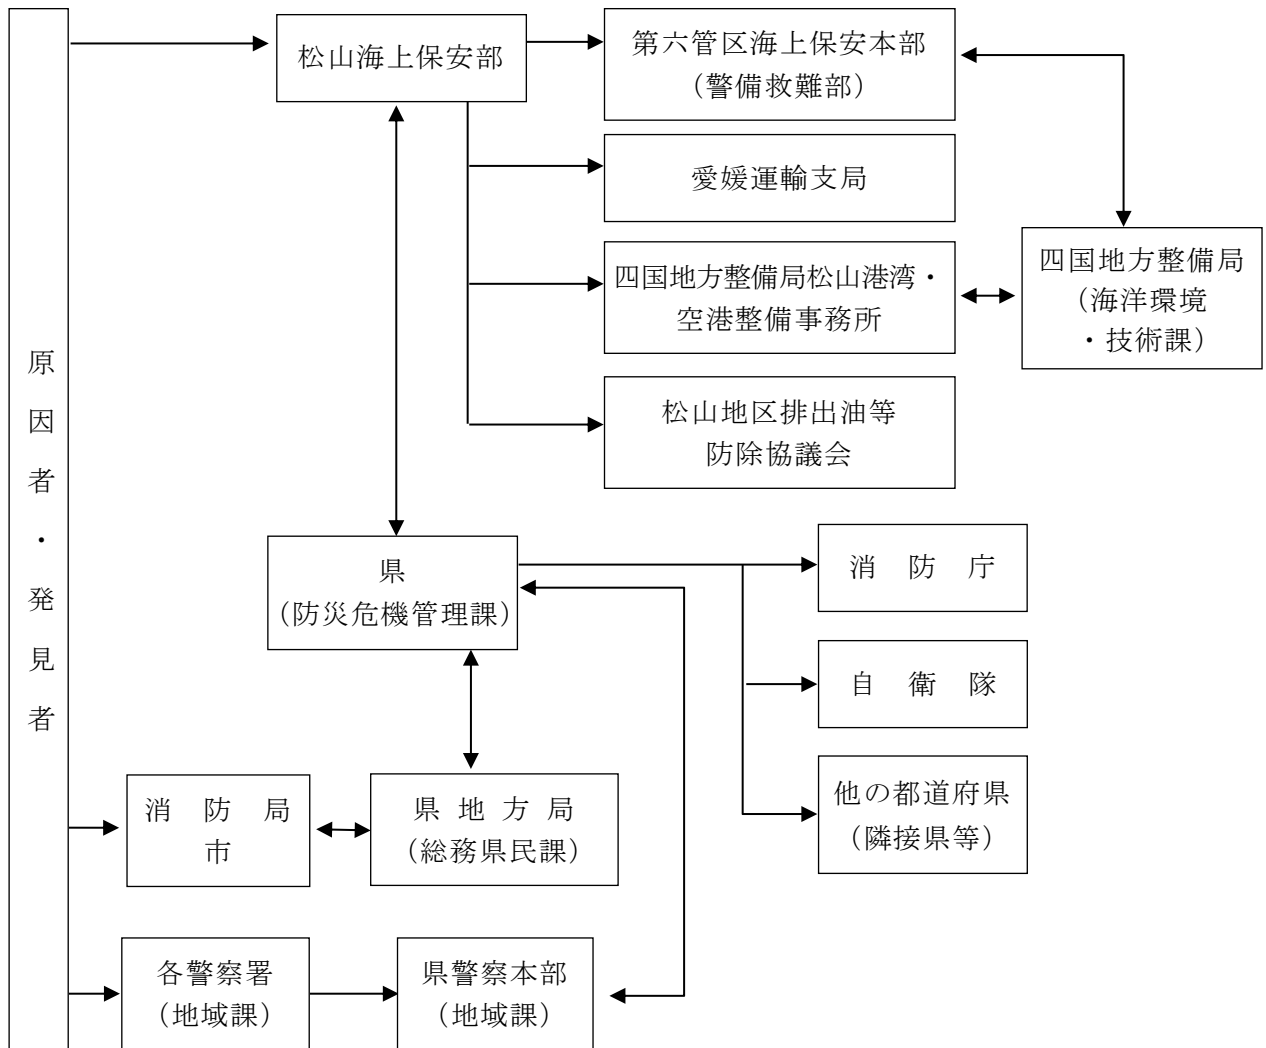 原因者・発見者
松山海上保安部
第六管区海上保安本部
（警備救難部）
愛媛運輸支局
四国地方整備局松山港湾・
空港整備事務所
四国地方整備局
（海洋環境
・技術課）
松山地区排出油等
防除協議会
県
（防災危機管理課）
消防庁
自衛隊
他の都道府県
（隣接県等）
消防局
市
県地方局
（総務県民課）
各警察署
（地域課）
県警察本部
（地域課）